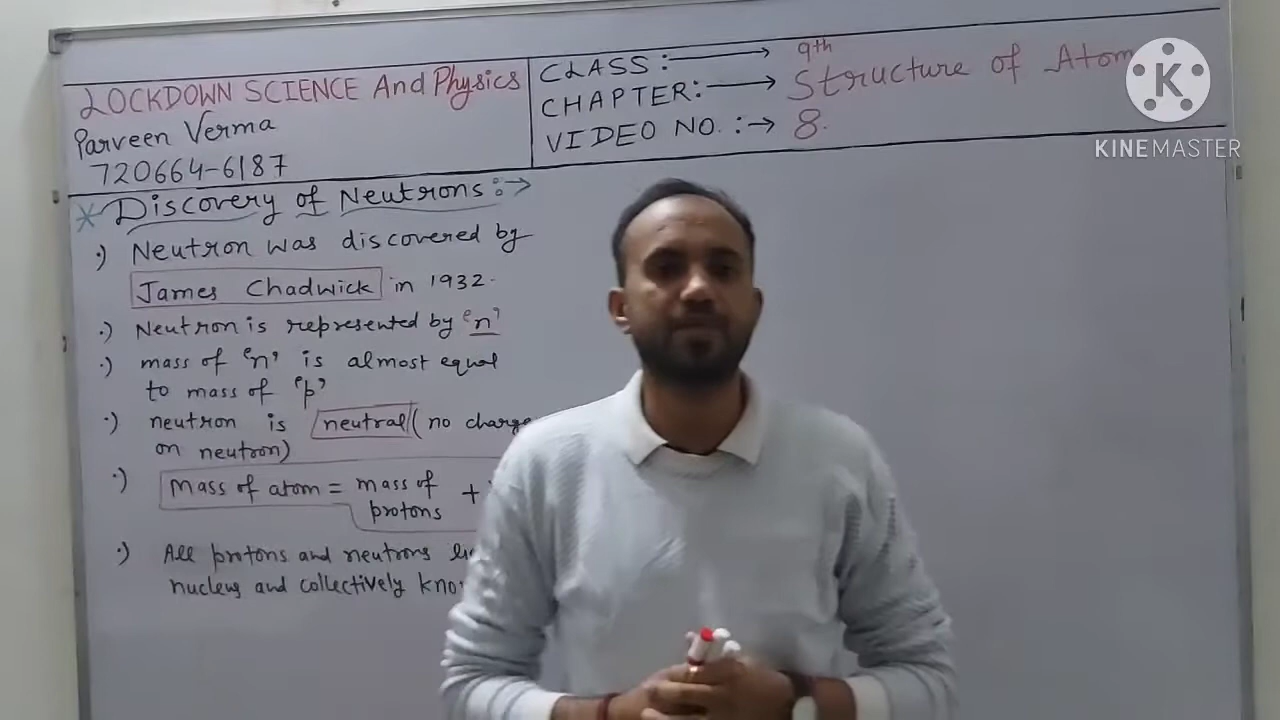 LOCKDOWN SCIENCE And Physics
Parveen Verma
720664-6187
CLASS :→ 9th
CHAPTER:→ Structure of Atom
VIDEO NO. :→ 8.
K
KINEMASTER
* Discovery of Neutrons :→
·) Neutron was discovered by
James Chadwick in 1932.
·) Neutron is represented by 'n'
·) mass of 'n' is almost equal
to mass of 'p'
·) neutron is neutral (no charge
on neutron)
·) Mass of atom = mass of
protons +
·) All protons and neutrons
nucleus and collectively